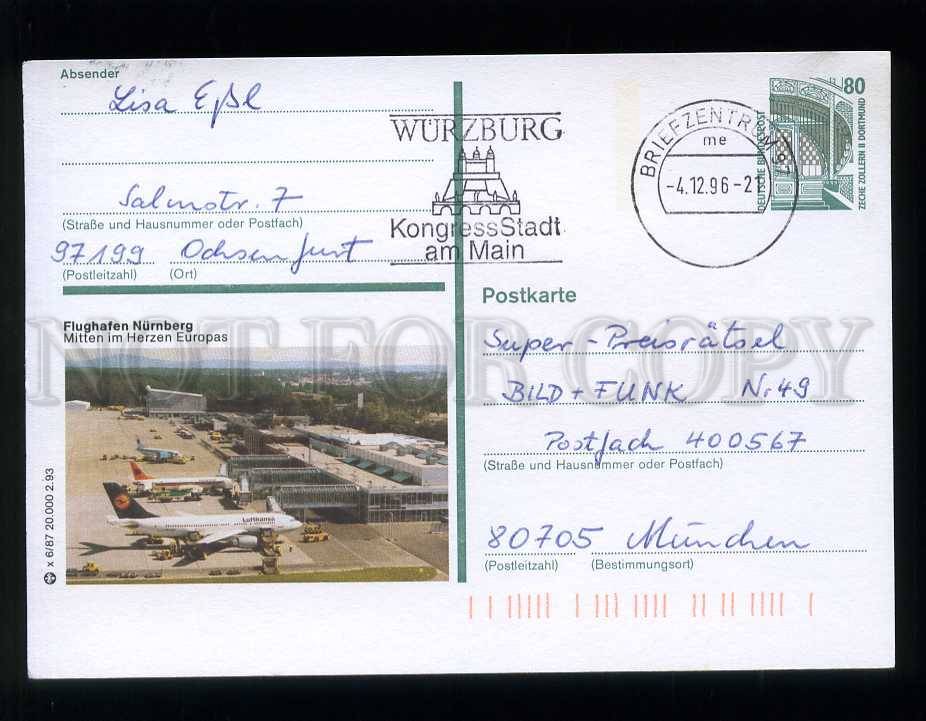 Absender
Lisa Eßl
Salmstr. 7
(Straße und Hausnummer oder Postfach)
97199 Ochsenfurt
(Postleitzahl) (Ort)
WÜRZBURG
KongressStadt
am Main
BRIEFZENTRUM 97
me
-4.12.96-21
80
DEUTSCHE BUNDESPOST
ZECHE ZOLLERN II DORTMUND
Flughafen Nürnberg
Mitten im Herzen Europas
Lufthansa
x 6/87 20.000 2.93
Postkarte
Super-Preisrätsel
BILD + FUNK Nr 49
Postfach 400567
(Straße und Hausnummer oder Postfach)
80705 München
(Postleitzahl) (Bestimmungsort)
NOT FOR COPY